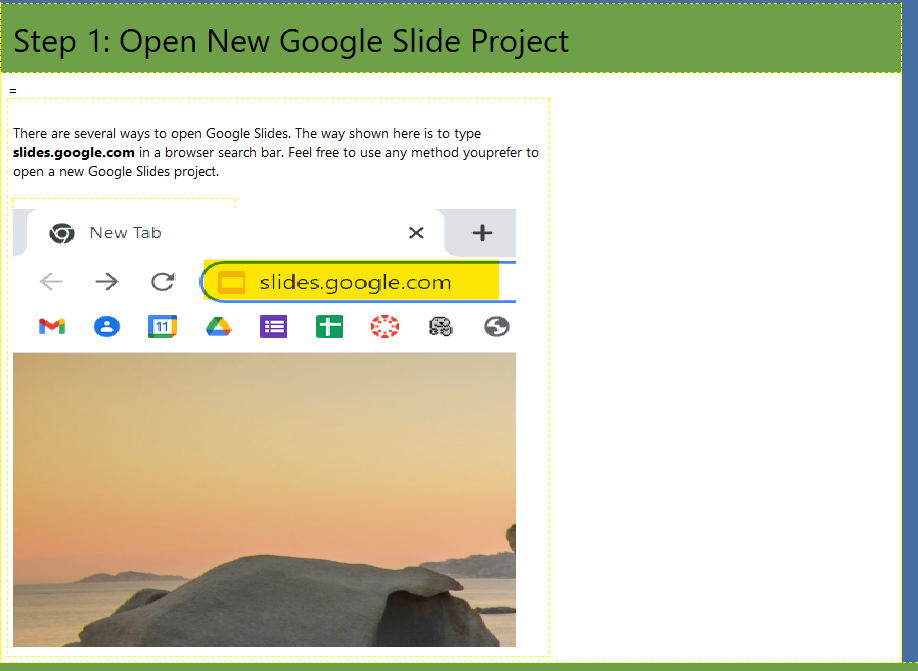 Step 1: Open New Google Slide Project
=
There are several ways to open Google Slides. The way shown here is to type
slides.google.com in a browser search bar. Feel free to use any method youprefer to
open a new Google Slides project.
New Tab
slides.google.com
11